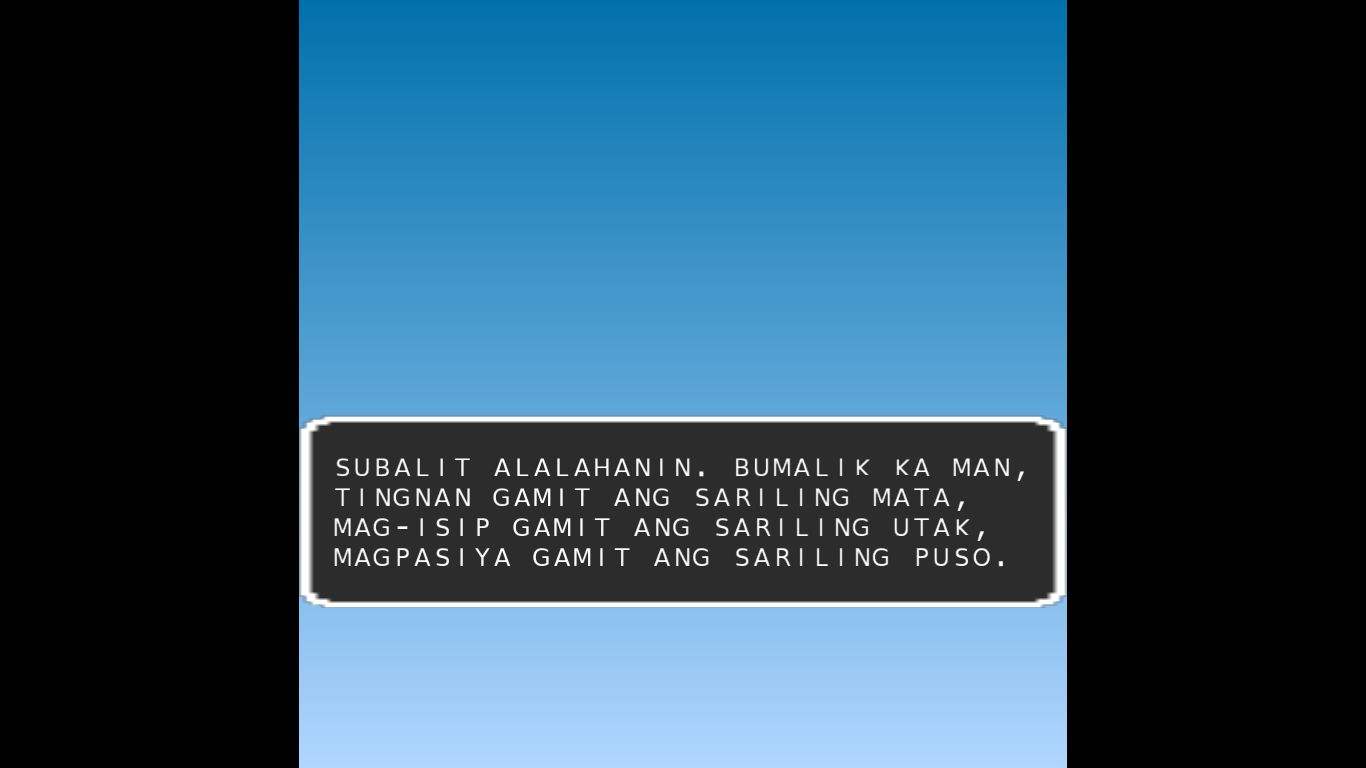 SUBALIT ALALAHANIN. BUMALIK KA MAN,
TINGNAN GAMIT ANG SARILING MATA,
MAG-ISIP GAMIT ANG SARILING UTAK,
MAGPASIYA GAMIT ANG SARILING PUSO.